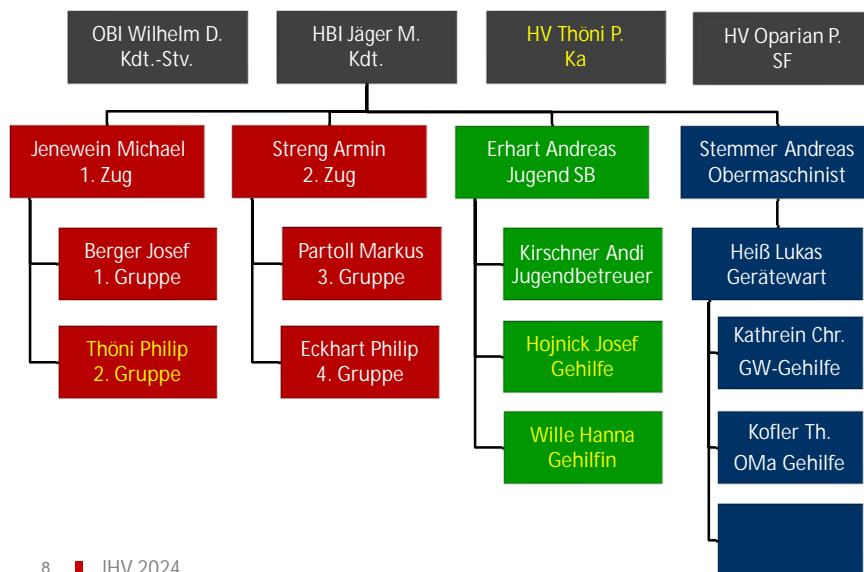 OBI Wilhelm D.
Kdt.-Stv.
HBI Jäger M.
Kdt.
HV Thöni P.
Ka
HV Oparian P.
SF
Jenewein Michael
1. Zug
Streng Armin
2. Zug
Erhart Andreas
Jugend SB
Stemmer Andreas
Obermaschinist
Berger Josef
1. Gruppe
Partoll Markus
3. Gruppe
Kirschner Andi
Jugendbetreuer
Heiß Lukas
Gerätewart
Thöni Philip
2. Gruppe
Eckhart Philip
4. Gruppe
Hojnick Josef
Gehilfe
Kathrein Chr.
GW-Gehilfe
Wille Hanna
Gehilfin
Kofler Th.
OMa Gehilfe
8 JHV 2024